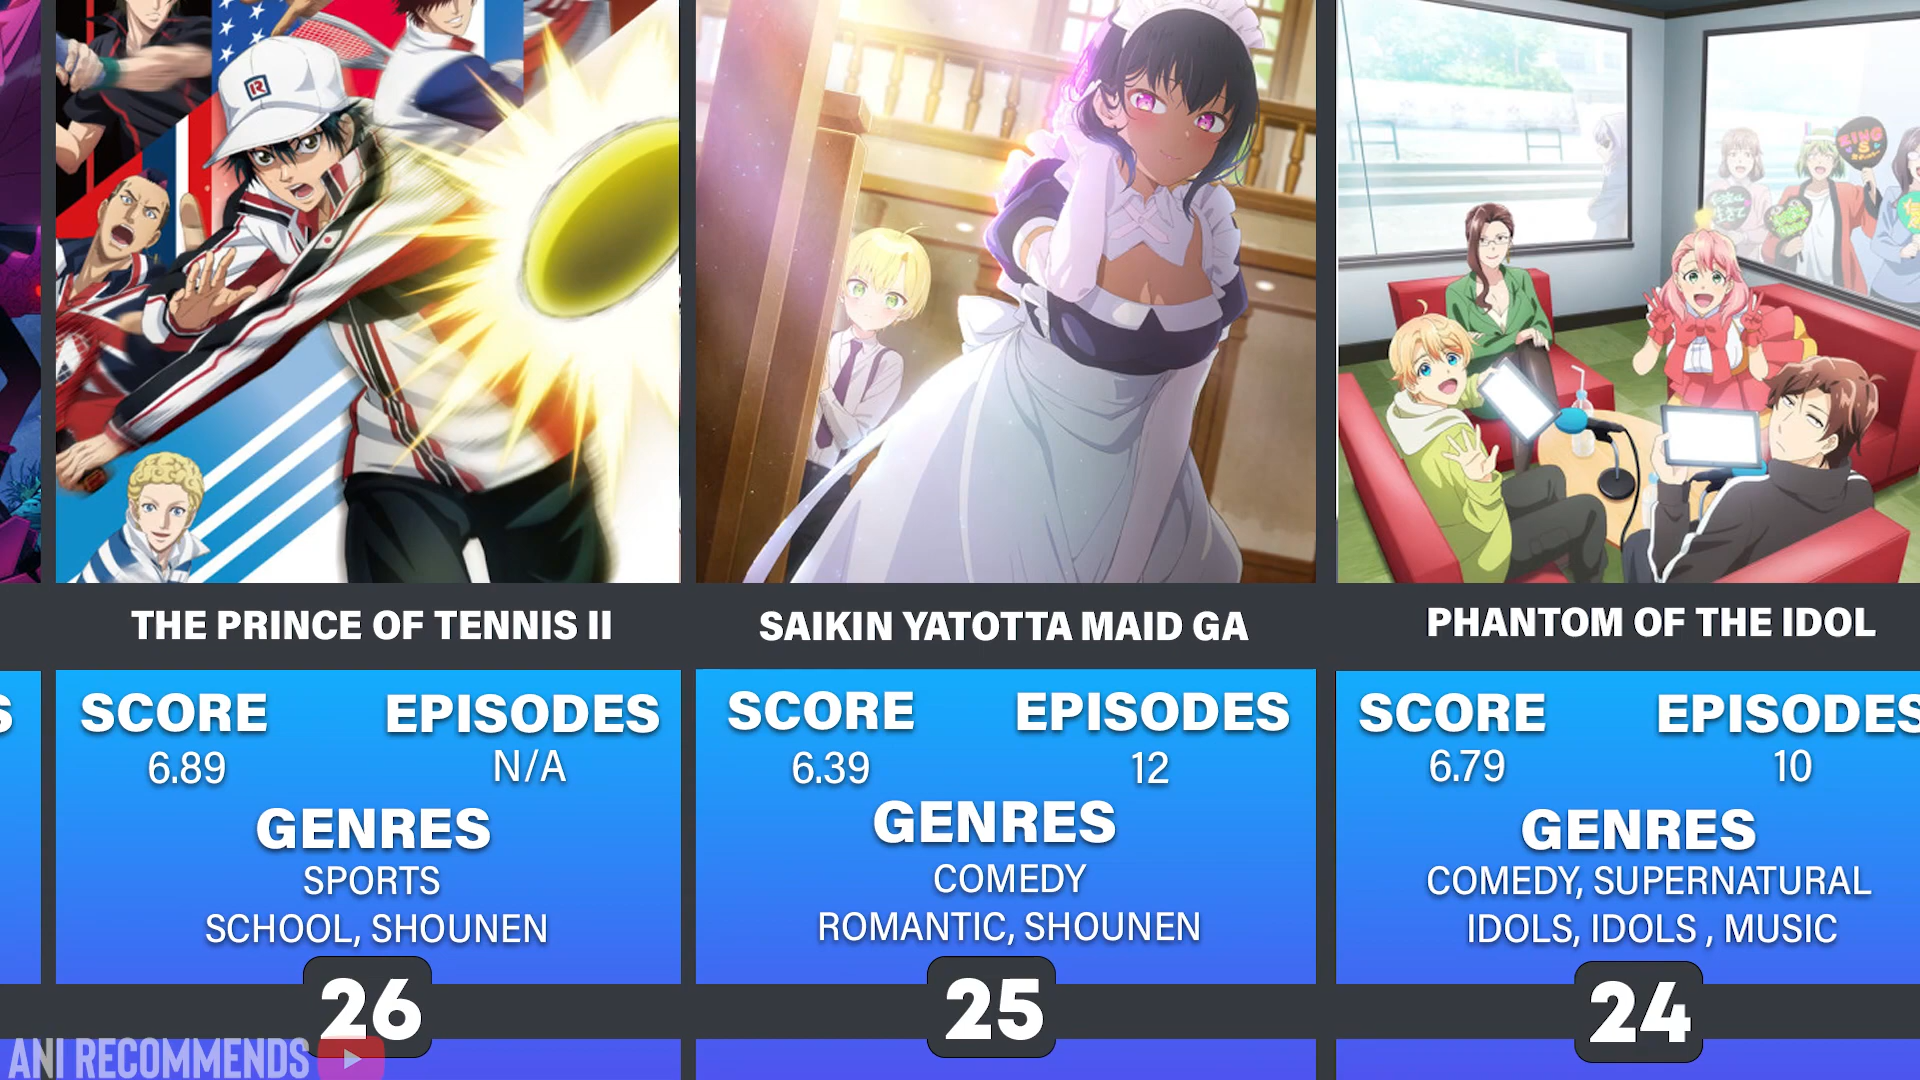 R
KING
S
THE PRINCE OF TENNIS II
SCORE
EPISODES
6.89
N/A
GENRES
SPORTS
SCHOOL, SHOUNEN
26
SAIKIN YATOTTA MAID GA
SCORE
EPISODES
6.39
12
GENRES
COMEDY
ROMANTIC, SHOUNEN
25
PHANTOM OF THE IDOL
SCORE
EPISODES
6.79
10
GENRES
COMEDY, SUPERNATURAL
IDOLS, IDOLS , MUSIC
24
S
ANI RECOMMENDS